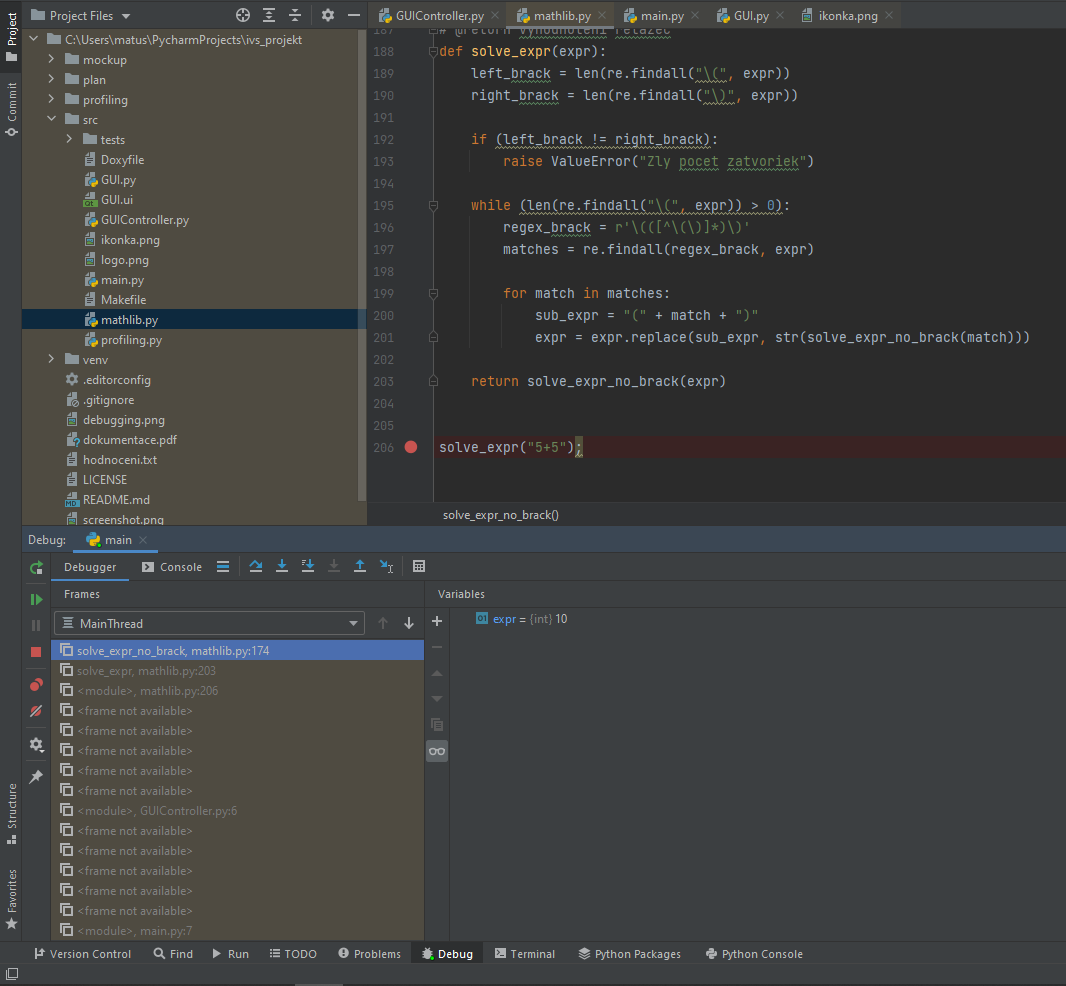 Project
Commit
Structure
Favorites
Project Files
C:\Users\matus\PycharmProjects\ivs_projekt
mockup
plan
profiling
src
tests
Doxyfile
GUI.py
GUI.ui
GUIController.py
ikonka.png
logo.png
main.py
Makefile
mathlib.py
profiling.py
venv
.editorconfig
.gitignore
debugging.png
dokumentace.pdf
hodnoceni.txt
LICENSE
README.md
screenshot.png
GUIController.py mathlib.py main.py GUI.py ikonka.png
187 # @return Vyhodnoteni retazec
188 def solve_expr(expr):
189 left_brack = len(re.findall("\(", expr))
190 right_brack = len(re.findall("\)", expr))
191
192 if (left_brack != right_brack):
193 raise ValueError("Zly pocet zatvoriek")
194
195 while (len(re.findall("\(", expr)) > 0):
196 regex_brack = r'\(([^\(\)]*)\)'
197 matches = re.findall(regex_brack, expr)
198
199 for match in matches:
200 sub_expr = "(" + match + ")"
201 expr = expr.replace(sub_expr, str(solve_expr_no_brack(match)))
202
203 return solve_expr_no_brack(expr)
204
205
206 solve_expr("5+5");
solve_expr_no_brack()
Debug: main
Debugger Console
Frames
MainThread
solve_expr_no_brack, mathlib.py:174
solve_expr, mathlib.py:203
<module>, mathlib.py:206
<frame not available>
<frame not available>
<frame not available>
<frame not available>
<frame not available>
<module>, GUIController.py:6
<frame not available>
<frame not available>
<frame not available>
<frame not available>
<frame not available>
<module>, main.py:7
Variables
01 expr = {int} 10
Version Control Find Run TODO Problems Debug Terminal Python Packages Python Console